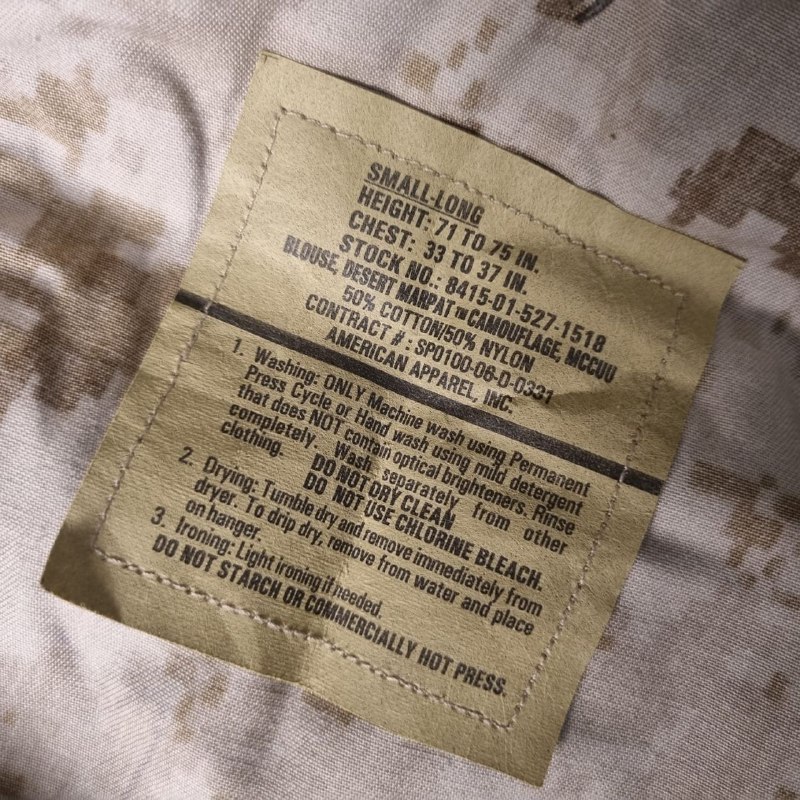 SMALL-LONG
HEIGHT: 71 TO 75 IN.
CHEST: 33 TO 37 IN.
STOCK NO.: 8415-01-527-1518
BLOUSE, DESERT MARPAT™ CAMOUFLAGE, MCCUU
50% COTTON/50% NYLON
CONTRACT #: SP0100-06-D-0331
AMERICAN APPAREL, INC.
1. Washing: ONLY Machine wash using Permanent
Press Cycle or Hand wash using mild detergent
that does NOT contain optical brighteners. Rinse
completely. Wash separately from other
clothing.
DO NOT DRY CLEAN
DO NOT USE CHLORINE BLEACH.
2. Drying: Tumble dry and remove immediately from
dryer. To drip dry, remove from water and place
on hanger.
3. Ironing: Light ironing if needed.
DO NOT STARCH OR COMMERCIALLY HOT PRESS.